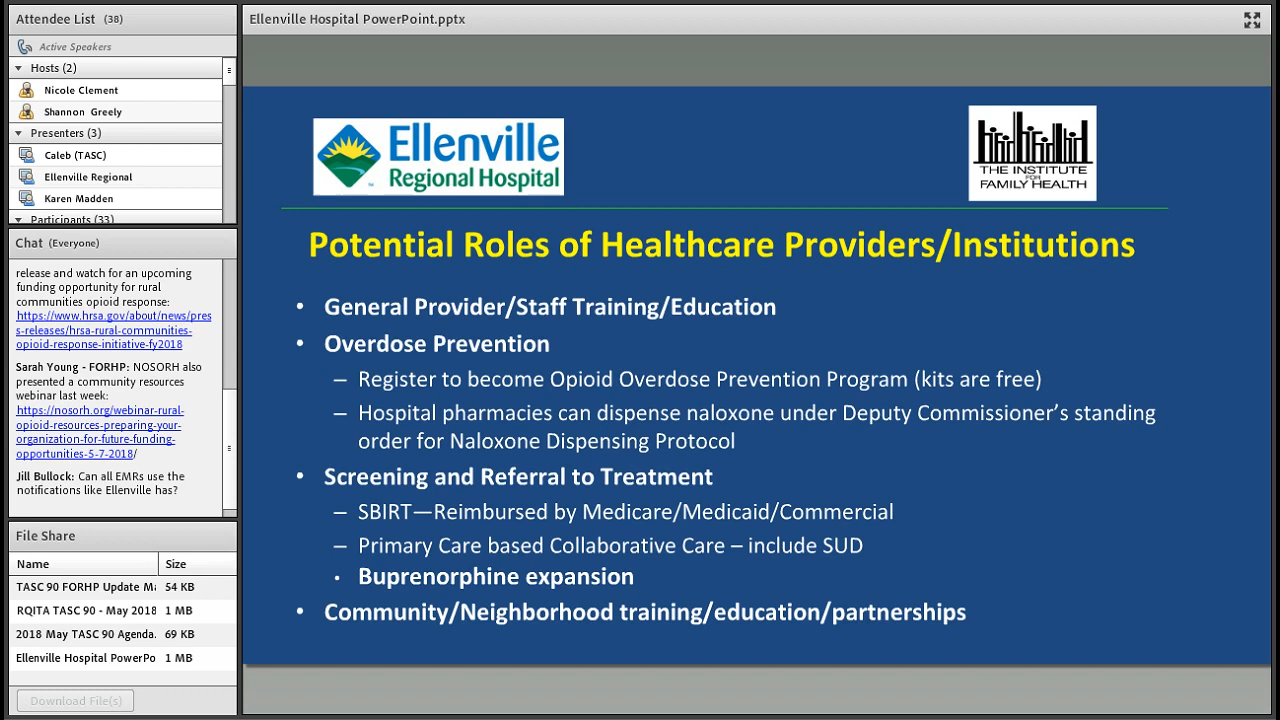 Attendee List (38)
Active Speakers
Hosts (2)
Nicole Clement
Shannon Greely
Presenters (3)
Caleb (TASC)
Ellenville Regional
Karen Madden
Participants (33)
Chat (Everyone)
release and watch for an upcoming
funding opportunity for rural
communities opioid response:
https://www.hrsa.gov/about/news/pres
s-releases/hrsa-rural-communities-
opioid-response-initiative-fy2018
Sarah Young - FORHP: NOSORH also
presented a community resources
webinar last week:
https://nosorh.org/webinar-rural-
opioid-resources-preparing-your-
organization-for-future-funding-
opportunities-5-7-2018/
Jill Bullock: Can all EMRs use the
notifications like Ellenville has?
File Share
Name Size
TASC 90 FORHP Update Ma 54 KB
RQITA TASC 90 - May 2018 1 MB
2018 May TASC 90 Agenda. 69 KB
Ellenville Hospital PowerPo 1 MB
Download File(s)
Ellenville Hospital PowerPoint.pptx
Ellenville
Regional Hospital
THE INSTITUTE
FOR
FAMILY HEALTH
Potential Roles of Healthcare Providers/Institutions
• General Provider/Staff Training/Education
• Overdose Prevention
– Register to become Opioid Overdose Prevention Program (kits are free)
– Hospital pharmacies can dispense naloxone under Deputy Commissioner’s standing
order for Naloxone Dispensing Protocol
• Screening and Referral to Treatment
– SBIRT—Reimbursed by Medicare/Medicaid/Commercial
– Primary Care based Collaborative Care – include SUD
• Buprenorphine expansion
• Community/Neighborhood training/education/partnerships